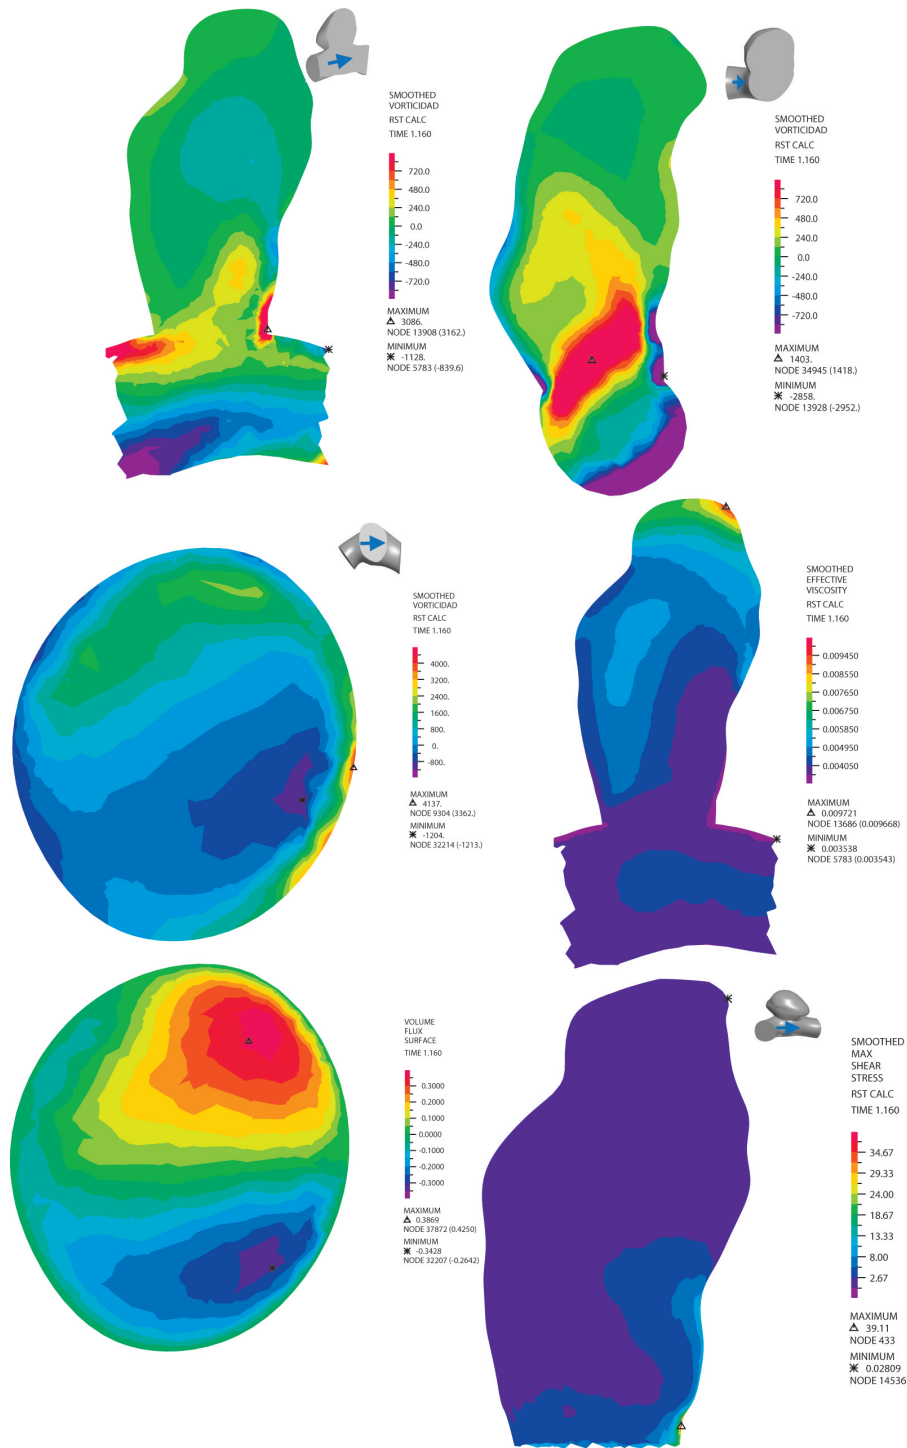 SMOOTHED
VORTICIDAD
RST CALC
TIME 1.160
720.0
480.0
240.0
0.0
-240.0
-480.0
-720.0
MAXIMUM
△ 3086.
NODE 13908 (3162.)
MINIMUM
✳ -1128.
NODE 5783 (-839.6)
SMOOTHED
VORTICIDAD
RST CALC
TIME 1.160
480.0
240.0
0.0
-240.0
-480.0
-720.0
MAXIMUM
△ 1403.
NODE 34945 (1418.)
MINIMUM
✳ -2858.
NODE 13928 (-2952.)
SMOOTHED
VORTICIDAD
RST CALC
TIME 1.160
4000.
3200.
2400.
1600.
800.
0.
-800.
MAXIMUM
△ 4137.
NODE 9304 (3362.)
MINIMUM
✳ -1204.
NODE 32214 (-1213.)
SMOOTHED
EFFECTIVE
VISCOSITY
RST CALC
TIME 1.160
0.009450
0.008550
0.007650
0.006750
0.005850
0.004950
0.004050
MAXIMUM
△ 0.009721
NODE 13686 (0.009668)
MINIMUM
✳ 0.003538
NODE 5783 (0.003543)
VOLUME
FLUX
SURFACE
TIME 1.160
0.3000
0.2000
0.1000
0.0000
-0.1000
-0.2000
-0.3000
MAXIMUM
△ 0.3869
NODE 37872 (0.4250)
MINIMUM
✳ -0.3428
NODE 32207 (-0.2642)
SMOOTHED
MAX
SHEAR
STRESS
RST CALC
TIME 1.160
34.67
29.33
24.00
18.67
13.33
8.00
2.67
MAXIMUM
△ 39.11
NODE 433
MINIMUM
✳ 0.02809
NODE 14536